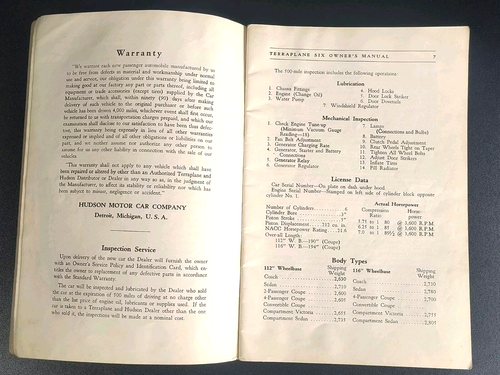 Warranty
"We warrant each new passenger automobile manufactured by us
to be free from defects in material and workmanship under normal
use and service, our obligation under this warranty being limited to
making good at our factory any part or parts thereof, including all
equipment or trade accessories (except tires) supplied by the Car
Manufacturer, which shall, within ninety (90) days after making
delivery of such vehicle to the original purchaser or before such
vehicle has been driven 4,000 miles, whichever event shall first occur,
be returned to us with transportation charges prepaid, and which our
examination shall disclose to our satisfaction to have been thus defec-
tive, this warranty being expressly in lieu of all other warranties
expressed or implied and of all other obligations or liabilities on our
part, and we neither assume nor authorize any other person to
assume for us any other liability in connection with the sale of our
vehicles.
"This warranty shall not apply to any vehicle which shall have
been repaired or altered by other than an Authorized Terraplane and
Hudson Distributor or Dealer in any way so as, in the judgment of
the Manufacturer, to affect its stability or reliability nor which has
been subject to misuse, negligence or accident."
HUDSON MOTOR CAR COMPANY
Detroit, Michigan, U. S. A.
Inspection Service
Upon delivery of the new car the Dealer will furnish the owner
with an Owner's Service Policy and Identification Card, which en-
titles the owner to replacement of any defective parts in accordance
with the Standard Warranty.
The car will be inspected and lubricated by the Dealer who sold
the car at the expiration of 500 miles of driving at no charge other
than the list price of engine oil, lubricants or supplies used. If the
car is taken to a Terraplane and Hudson Dealer other than the one
who sold it, the inspections will be made at a nominal cost.
TERRAPLANE SIX OWNER'S MANUAL 7
The 500-mile inspection includes the following operations:
Lubrication
1. Chassis Fittings
2. Engine (Change Oil)
3. Water Pump
4. Hood Locks
5. Door Lock Strikes
6. Door Dovetails
7. Windshield Regulator
Mechanical Inspection
1. Check Engine Tune-up
(Minimum Vacuum Gauge
Reading—18)
2. Fan Belt Adjustment
3. Generator Charging Rate
4. Generator, Starter and Battery
Connections
5. Generator Relay
6. Generator Regulator
7. Lamps
(Connections and Bulbs)
8. Battery
9. Clutch Pedal Adjustment
10. Rear Wheels Tight on Tapers
11. Tighten All Wheel Bolts
12. Adjust Door Strikers
13. Inflate Tires
14. Fill Radiator
License Data
Car Serial Number—On plate on dash under hood
Engine Serial Number—Stamped on left side of cylinder block opposite
cylinder No. 1.
Number of Cylinders 6
Cylinder Bore 3"
Piston Stroke 5"
Piston Displacement 212 cu. in.
NACC Horsepower Rating 21.6
Over-all Length:
112" W. B.—190" (Coupe)
116" W. B.—194" (Coupe)
Actual Horsepower
Compression Ratio
Horse-
power
@ 3,600 R.P.M.
6.25 to 1 85 @ 3,600 R.P.M.
7.0 to 1 @ 3,600 R.P.M.
Body Types
112" Wheelbase Shipping
Weight
Coach 2,630
Sedan 2,710
2-Passenger Coupe 2,600
4-Passenger Coupe 2,605
Convertible Coupe
Compartment Victoria 2,655
Compartment Sedan 2,735
116" Wheelbase Shipping
Weight
Coach 2,730
Sedan 2,780
4-Passenger Coupe 2,700
Convertible Coupe
Compartment Victoria 2,755
Compartment Sedan 2,805